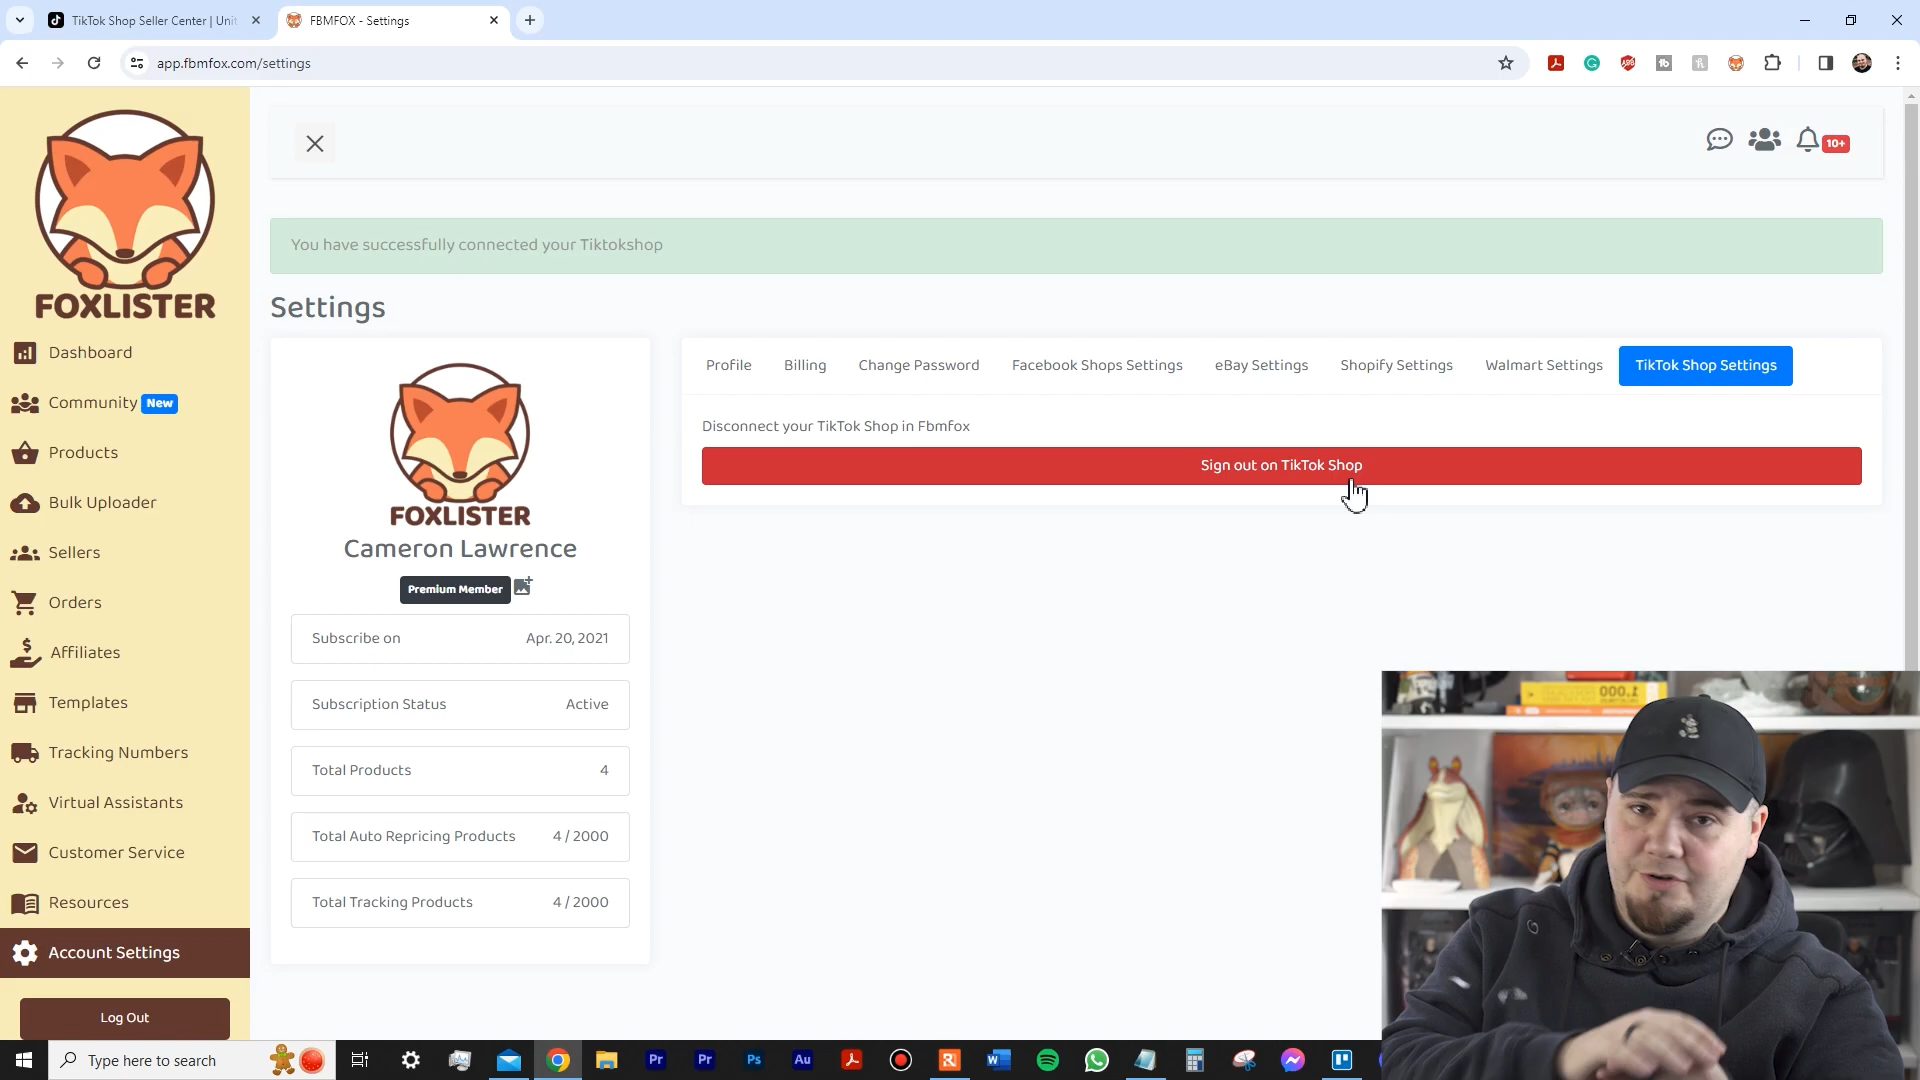 TikTok Shop Seller Center | Unit
FBMFOX - Settings
app.fbmfox.com/settings
10+
FOXLISTER
Dashboard
Community New
Products
Bulk Uploader
Sellers
Orders
Affiliates
Templates
Tracking Numbers
Virtual Assistants
Customer Service
Resources
Account Settings
Log Out
You have successfully connected your Tiktokshop
Settings
FOXLISTER
Cameron Lawrence
Premium Member
Subscribe on Apr. 20, 2021
Subscription Status Active
Total Products 4
Total Auto Repricing Products 4 / 2000
Total Tracking Products 4 / 2000
Profile Billing Change Password Facebook Shops Settings eBay Settings Shopify Settings Walmart Settings TikTok Shop Settings
Disconnect your TikTok Shop in Fbmfox
Sign out on TikTok Shop
Type here to search
Pr
Pr
Ps
Au